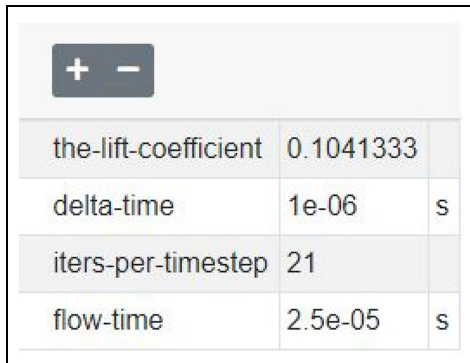 + −
the-lift-coefficient 0.1041333
delta-time 1e-06 s
iters-per-timestep 21
flow-time 2.5e-05 s